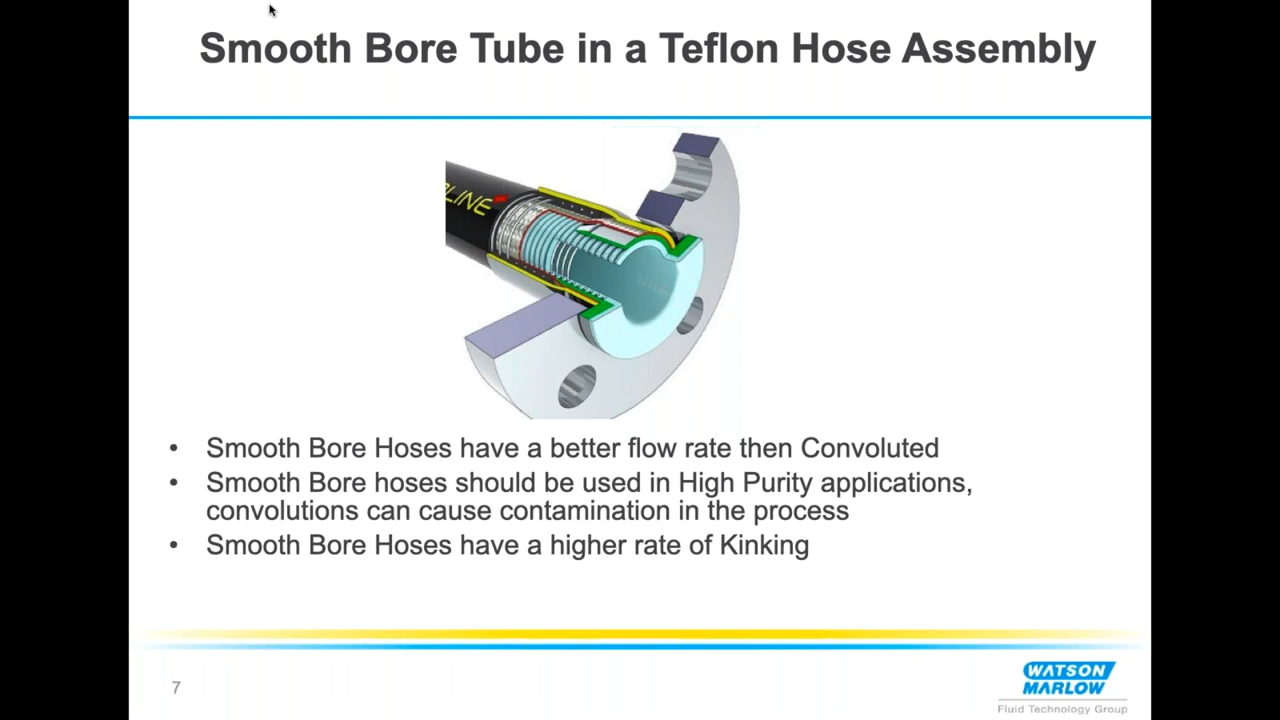 Smooth Bore Tube in a Teflon Hose Assembly
LINE
• Smooth Bore Hoses have a better flow rate then Convoluted
• Smooth Bore hoses should be used in High Purity applications,
convolutions can cause contamination in the process
• Smooth Bore Hoses have a higher rate of Kinking
7
WATSON
MARLOW
Fluid Technology Group